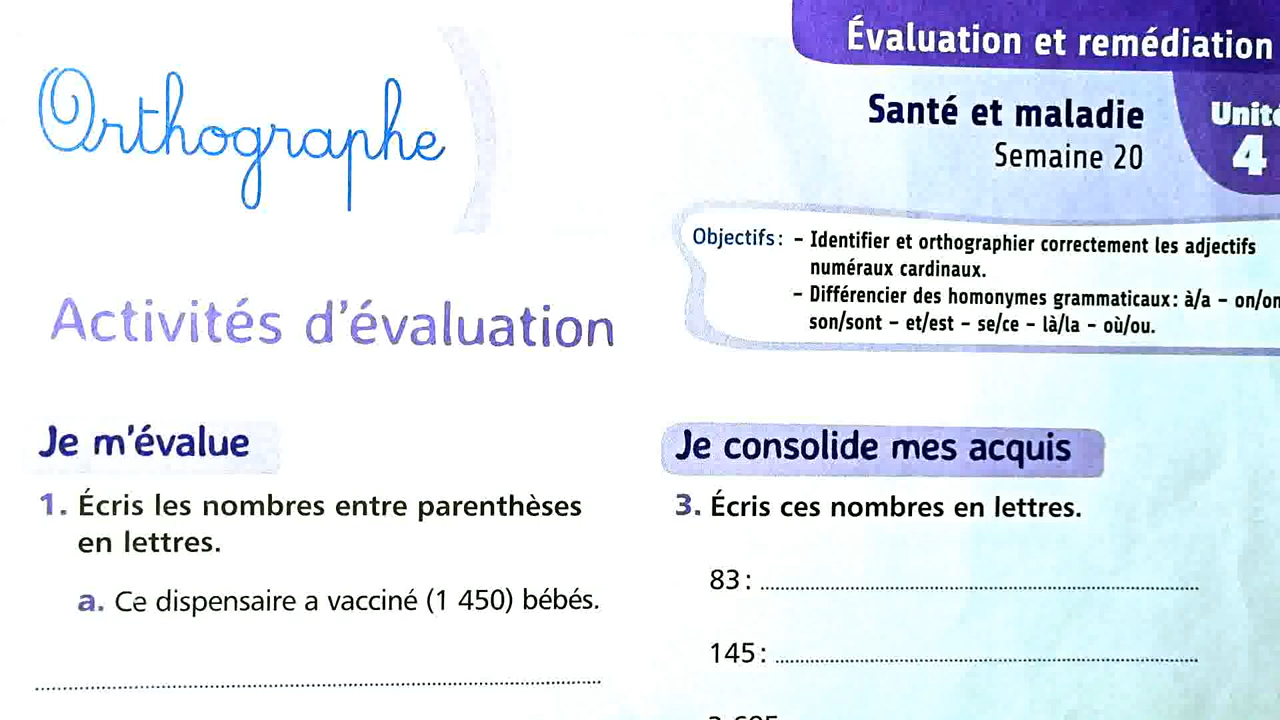 Évaluation et remédiation
Orthographe
Santé et maladie
Semaine 20
Unité
4
Objectifs : – Identifier et orthographier correctement les adjectifs
numéraux cardinaux.
– Différencier des homonymes grammaticaux : à/a – on/on
son/sont – et/est – se/ce – là/la – où/ou.
Activités d'évaluation
Je m'évalue
1. Écris les nombres entre parenthèses
en lettres.
a. Ce dispensaire a vacciné (1 450) bébés.
Je consolide mes acquis
3. Écris ces nombres en lettres.
83 :
145 :